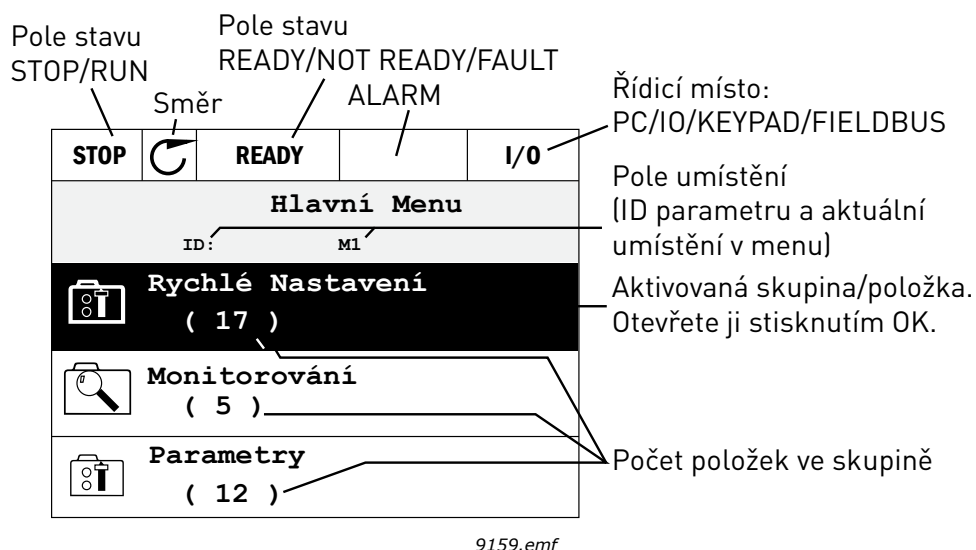 Pole stavu
STOP/RUN
Směr
Pole stavu
READY/NOT READY/FAULT
ALARM
Řídicí místo:
PC/IO/KEYPAD/FIELDBUS
STOP
READY
I/O
Hlavní Menu
ID:
M1
Pole umístění
(ID parametru a aktuální
umístění v menu)
Rychlé Nastavení
( 17 )
Aktivovaná skupina/položka.
Otevřete ji stisknutím OK.
Monitorování
( 5 )
Parametry
( 12 )
Počet položek ve skupině
9159.emf